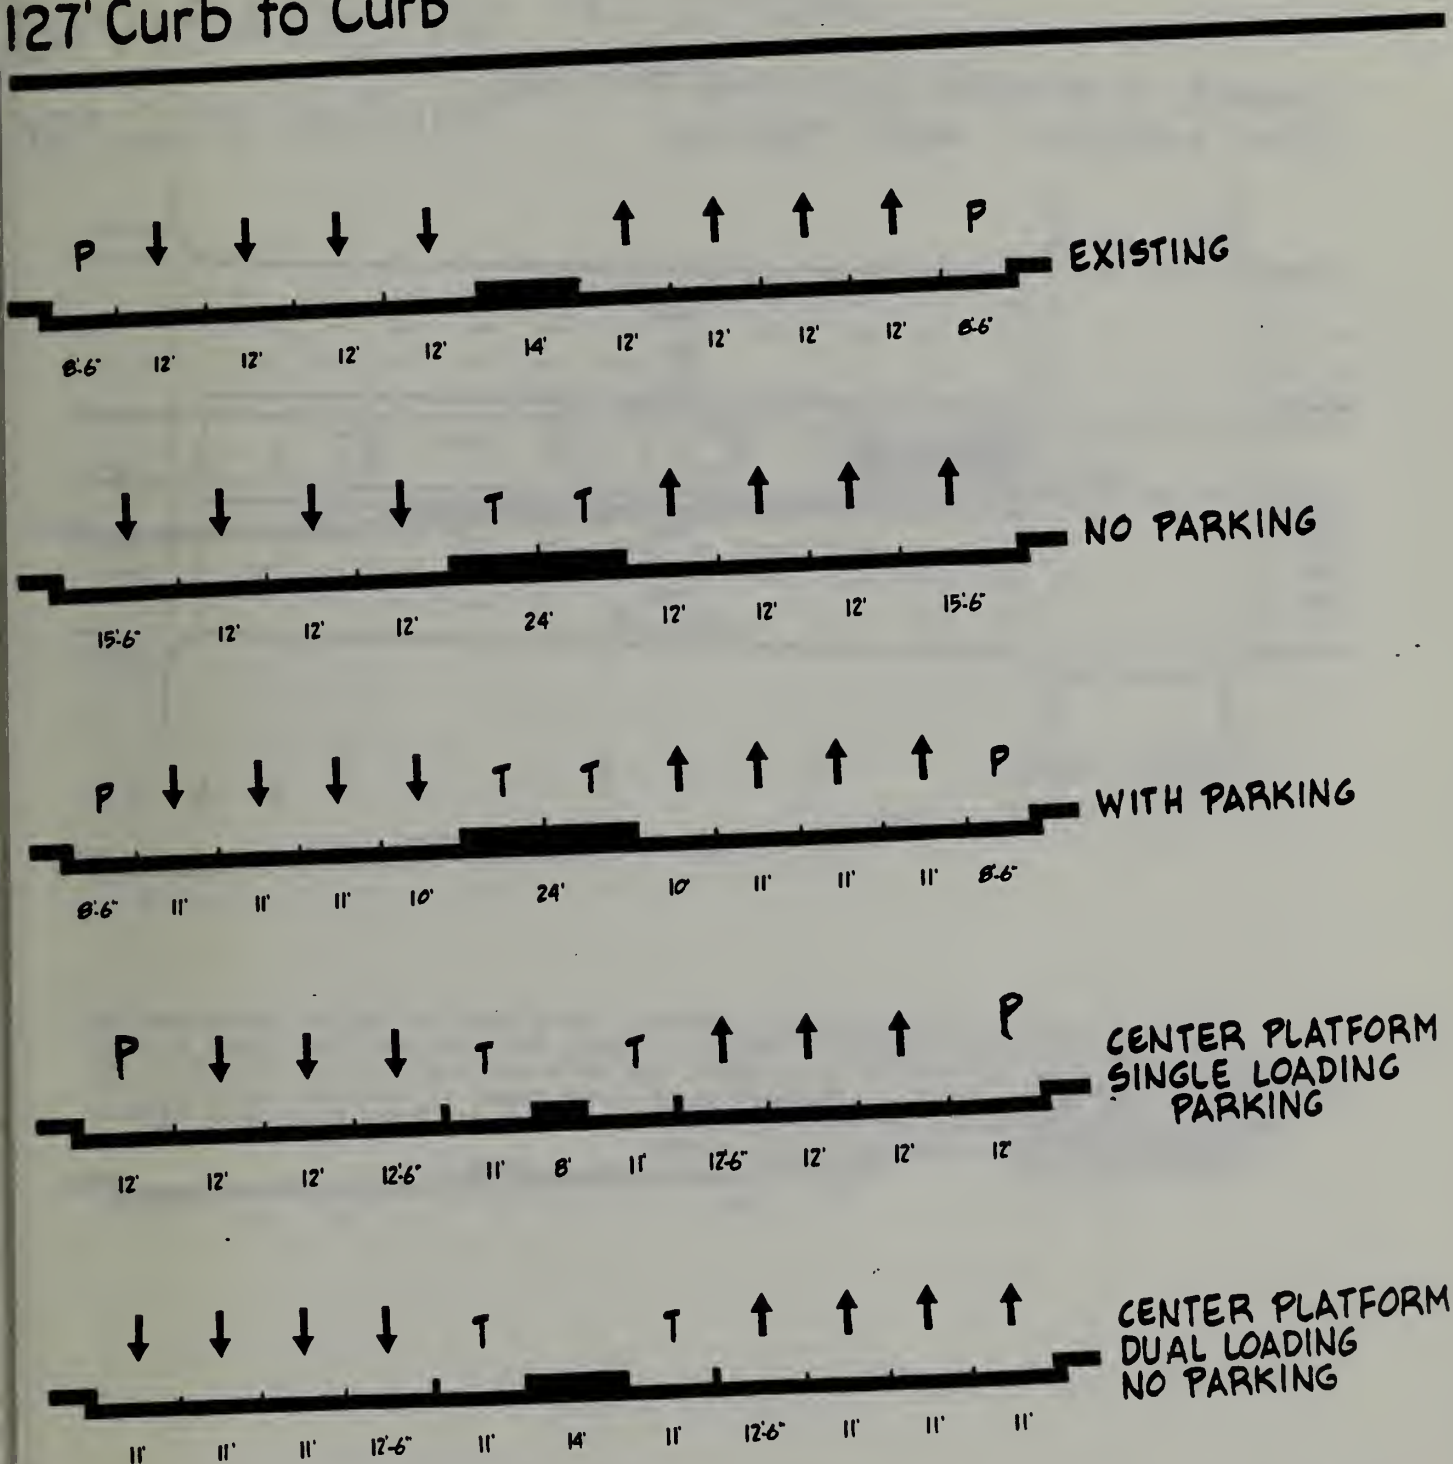 127' Curb to Curb
P P EXISTING
8'-6" 12' 12' 12' 12' 14' 12' 12' 12' 12' 8'-6"
T T NO PARKING
15'-6" 12' 12' 12' 24' 12' 12' 12' 15'-6"
P T T P WITH PARKING
8'-6" 11' 11' 11' 10' 24' 10' 11' 11' 11' 8'-6"
P T T P CENTER PLATFORM
SINGLE LOADING
PARKING
12' 12' 12' 12'-6" 11' 8' 11' 12'-6" 12' 12' 12'
T T CENTER PLATFORM
DUAL LOADING
NO PARKING
11' 11' 11' 12'-6" 11' 14' 11' 12'-6" 11' 11' 11'